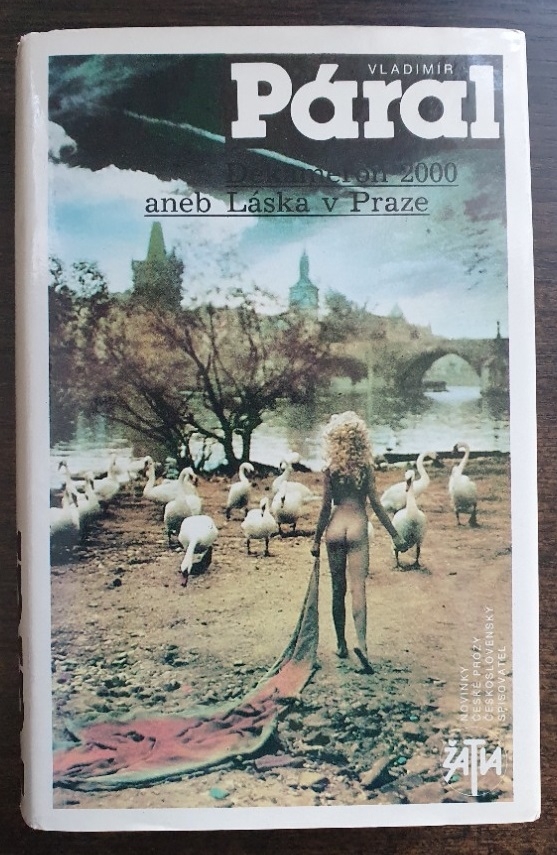 VLADIMÍR
Páral
Dekameron 2000
aneb Láska v Praze
NOVINKY
ČESKÉ PRÓZY
ČESKOSLOVENSKÝ
SPISOVATEL
ŽATVA